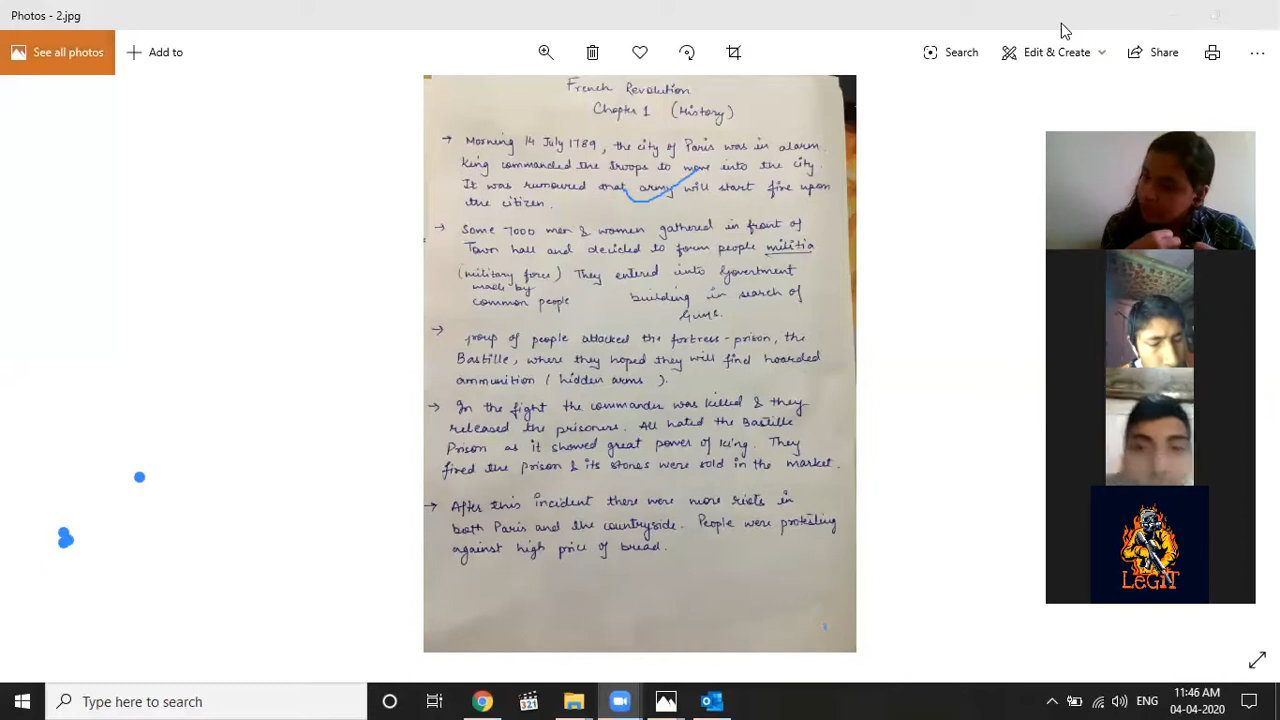 Photos - 2.jpg
See all photos
Add to
Search
Edit & Create
Share
French Revolution
Chapter 1 (History)
→ Morning 14 July 1789, the city of Paris was in alarm.
King commanded the troops to move into the city.
It was rumoured that army will start fire upon
the citizen.
→ Some 7000 men & women gathered in front of
Town hall and decided to form people militia
(military force) They entered into Government
made by
common people building in search of
Guns.
→ group of people attacked the fortress-prison, the
Bastille, where they hoped they will find hoarded
ammunition (hidden arms ).
→ In the fight the commander was killed & they
released the prisoners. All hated the Bastille
Prison as it showed great power of King. They
fired the prison & its stones were sold in the market.
→ After this incident there were more riots in
both Paris and the countryside. People were protesting
against high price of bread.
LeGiT
Type here to search
321
ENG
11:46 AM
04-04-2020